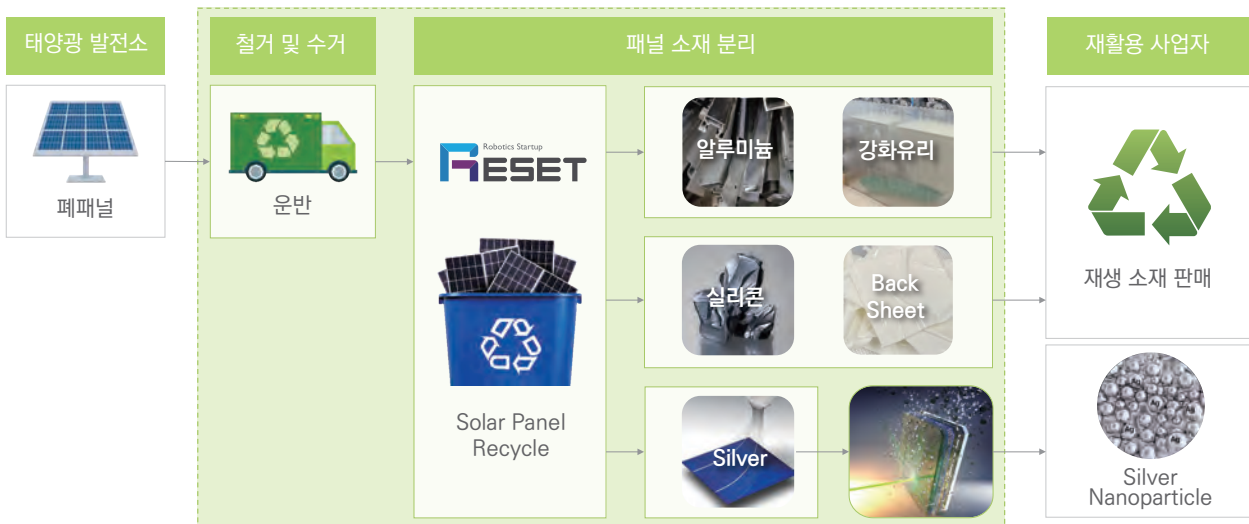 태양광 발전소
철거 및 수거
패널 소재 분리
재활용 사업자
폐패널
운반
Robotics Startup
RESET
Solar Panel
Recycle
알루미늄
강화유리
실리콘
Back
Sheet
Silver
재생 소재 판매
Silver
Nanoparticle